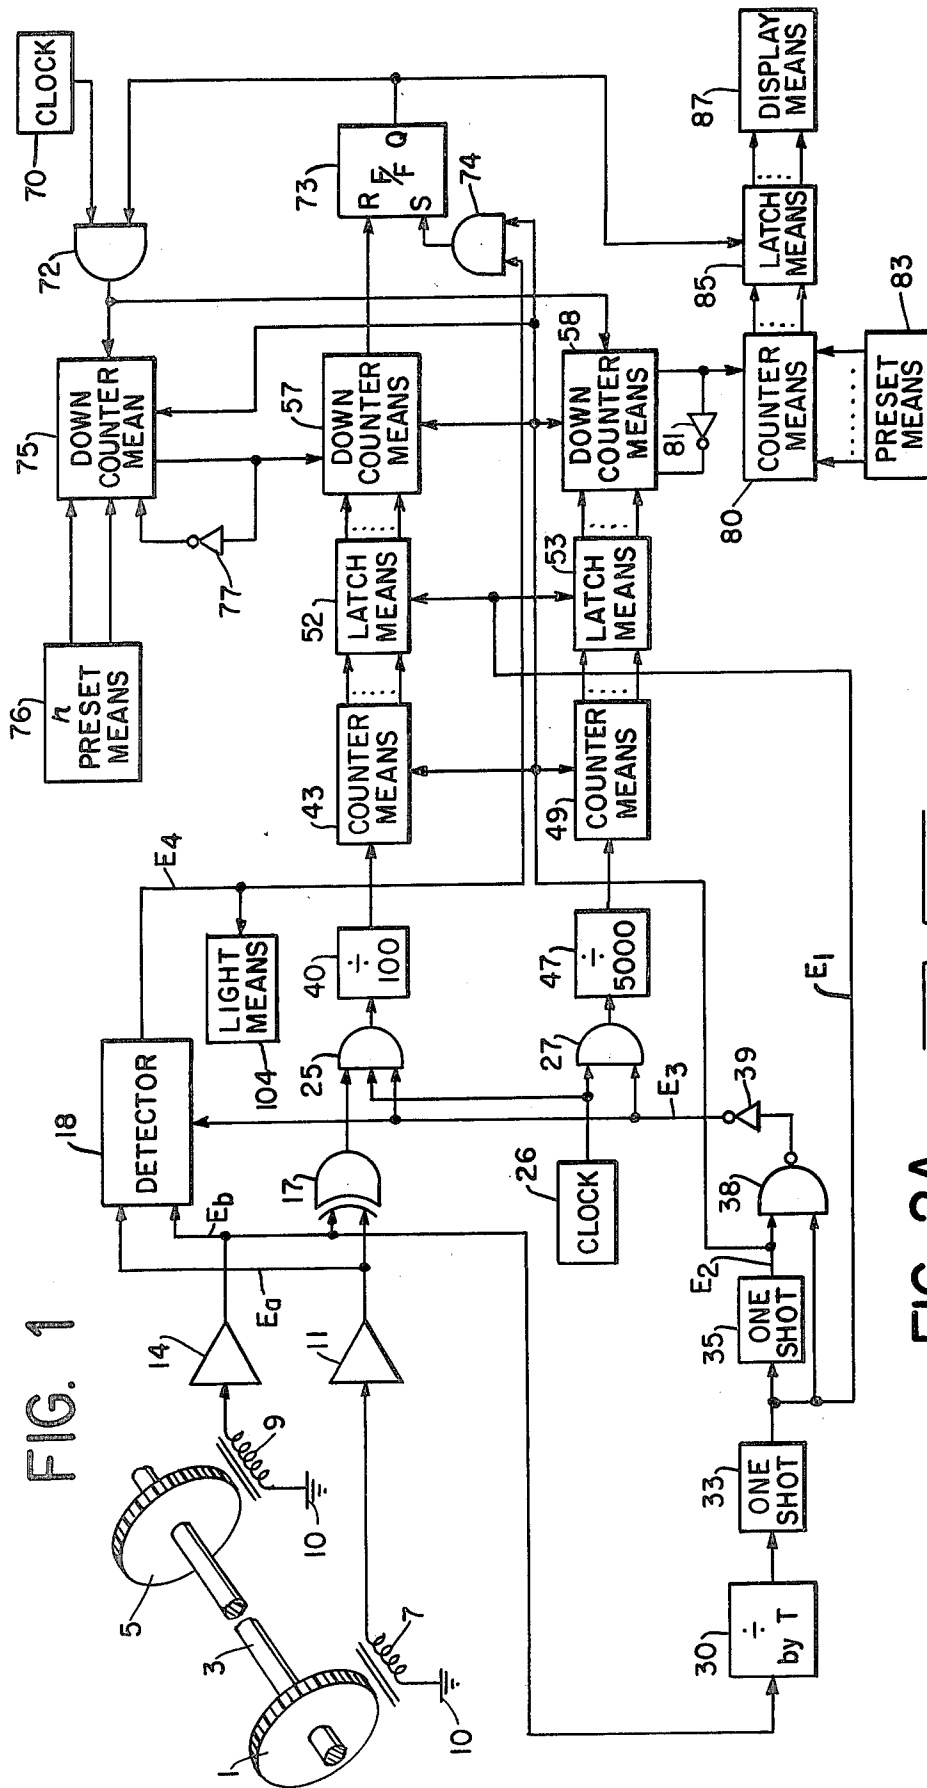 FIG. 1
1
3
5
7
9
10
10
11
14
Ea
Eb
17
18
DETECTOR
E4
LIGHT
MEANS
104
25
26
CLOCK
27
E3
30
÷
by T
33
ONE
SHOT
35
ONE
SHOT
E2
38
39
E1
40
÷
100
43
COUNTER
MEANS
47
÷
5000
49
COUNTER
MEANS
52
LATCH
MEANS
53
LATCH
MEANS
57
DOWN
COUNTER
MEANS
58
DOWN
COUNTER
MEANS
70
CLOCK
72
73
R
F/F
S
Q
74
75
DOWN
COUNTER
MEAN
76
n
PRESET
MEANS
77
80
COUNTER
MEANS
81
83
PRESET
MEANS
85
LATCH
MEANS
87
DISPLAY
MEANS